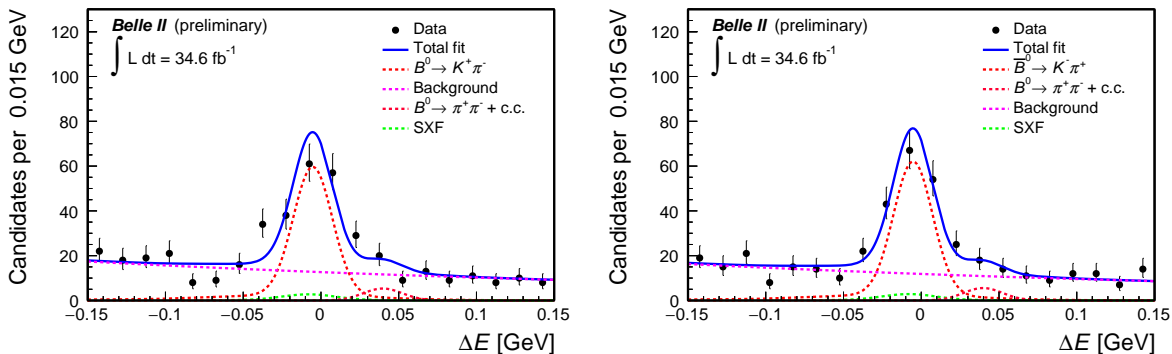 Belle II (preliminary)
∫ L dt = 34.6 fb⁻¹
Data
Total fit
B⁰→ K⁺π⁻
Background
B⁰→ π⁺π⁻ + c.c.
SXF
Candidates per 0.015 GeV
120
100
80
60
40
20
0
−0.15 −0.1 −0.05 0 0.05 0.1 0.15
ΔE [GeV]
Belle II (preliminary)
∫ L dt = 34.6 fb⁻¹
Data
Total fit
B̅⁰→ K⁻π⁺
B⁰→ π⁺π⁻ + c.c.
Background
SXF
Candidates per 0.015 GeV
120
100
80
60
40
20
0
−0.15 −0.1 −0.05 0 0.05 0.1 0.15
ΔE [GeV]